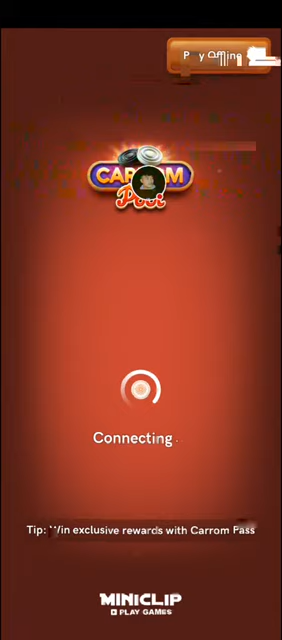 Play Offline
CARROM
Pool
Connecting.
Tip: Win exclusive rewards with Carrom Pass
MINICLIP
PLAY GAMES